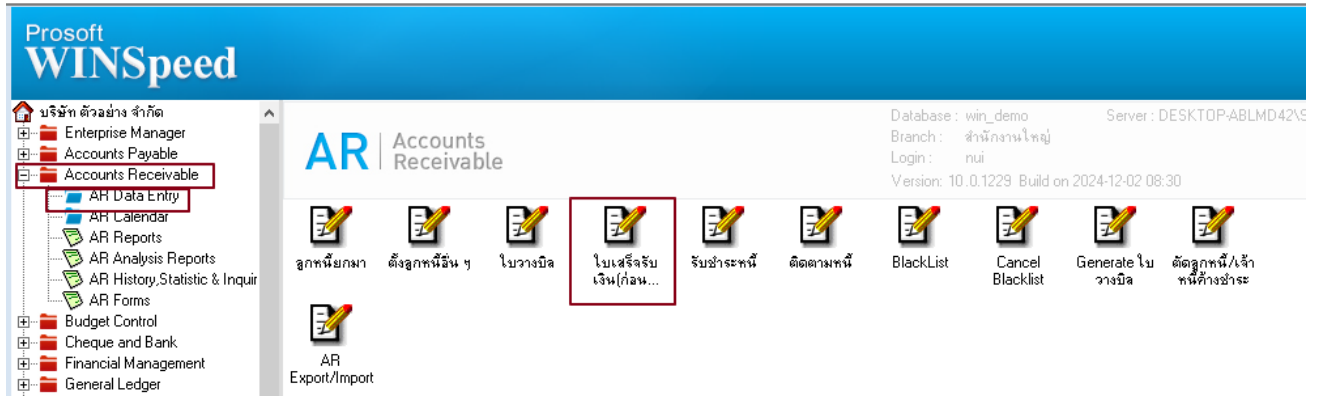 Prosoft
WINSpeed
บริษัท ตัวอย่าง จำกัด
Enterprise Manager
Accounts Payable
Accounts Receivable
AR Data Entry
AR Calendar
AR Reports
AR Analysis Reports
AR History,Statistic & Inquir
AR Forms
Budget Control
Cheque and Bank
Financial Management
General Ledger
AR Accounts
Receivable
Database : win_demo Server : DESKTOP-ABLMD42\S
Branch : สำนักงานใหญ่
Login : nui
Version: 10.0.1229 Build on 2024-12-02 08:30
ลูกหนี้ยกมา ตั้งลูกหนี้อื่น ๆ ใบวางบิล ใบเสร็จรับ รับชำระหนี้ ติดตามหนี้ BlackList Cancel Generate ใบ ตัดลูกหนี้/เจ้า
เงิน(ก่อน... Blacklist วางบิล หนี้ค้างชำระ
AR
Export/Import